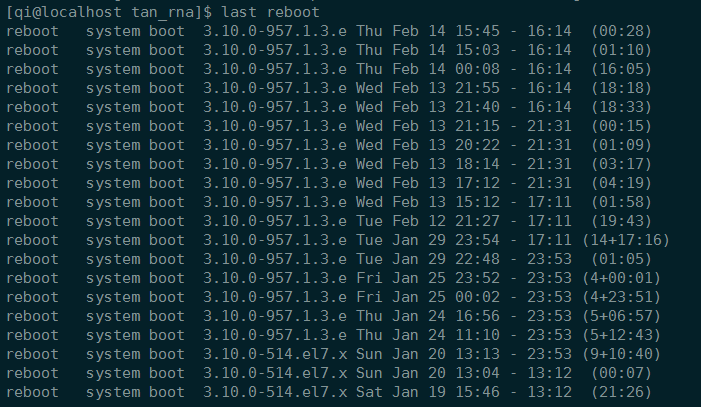 [qi@localhost tan_rna]$ last reboot
reboot   system boot  3.10.0-957.1.3.e Thu Feb 14 15:45 - 16:14  (00:28)
reboot   system boot  3.10.0-957.1.3.e Thu Feb 14 15:03 - 16:14  (01:10)
reboot   system boot  3.10.0-957.1.3.e Thu Feb 14 00:08 - 16:14  (16:05)
reboot   system boot  3.10.0-957.1.3.e Wed Feb 13 21:55 - 16:14  (18:18)
reboot   system boot  3.10.0-957.1.3.e Wed Feb 13 21:40 - 16:14  (18:33)
reboot   system boot  3.10.0-957.1.3.e Wed Feb 13 21:15 - 21:31  (00:15)
reboot   system boot  3.10.0-957.1.3.e Wed Feb 13 20:22 - 21:31  (01:09)
reboot   system boot  3.10.0-957.1.3.e Wed Feb 13 18:14 - 21:31  (03:17)
reboot   system boot  3.10.0-957.1.3.e Wed Feb 13 17:12 - 21:31  (04:19)
reboot   system boot  3.10.0-957.1.3.e Wed Feb 13 15:12 - 17:11  (01:58)
reboot   system boot  3.10.0-957.1.3.e Tue Feb 12 21:27 - 17:11  (19:43)
reboot   system boot  3.10.0-957.1.3.e Tue Jan 29 23:54 - 17:11 (14+17:16)
reboot   system boot  3.10.0-957.1.3.e Tue Jan 29 22:48 - 23:53  (01:05)
reboot   system boot  3.10.0-957.1.3.e Fri Jan 25 23:52 - 23:53 (4+00:01)
reboot   system boot  3.10.0-957.1.3.e Fri Jan 25 00:02 - 23:53 (4+23:51)
reboot   system boot  3.10.0-957.1.3.e Thu Jan 24 16:56 - 23:53 (5+06:57)
reboot   system boot  3.10.0-957.1.3.e Thu Jan 24 11:10 - 23:53 (5+12:43)
reboot   system boot  3.10.0-514.el7.x Sun Jan 20 13:13 - 23:53 (9+10:40)
reboot   system boot  3.10.0-514.el7.x Sun Jan 20 13:04 - 13:12  (00:07)
reboot   system boot  3.10.0-514.el7.x Sat Jan 19 15:46 - 13:12  (21:26)